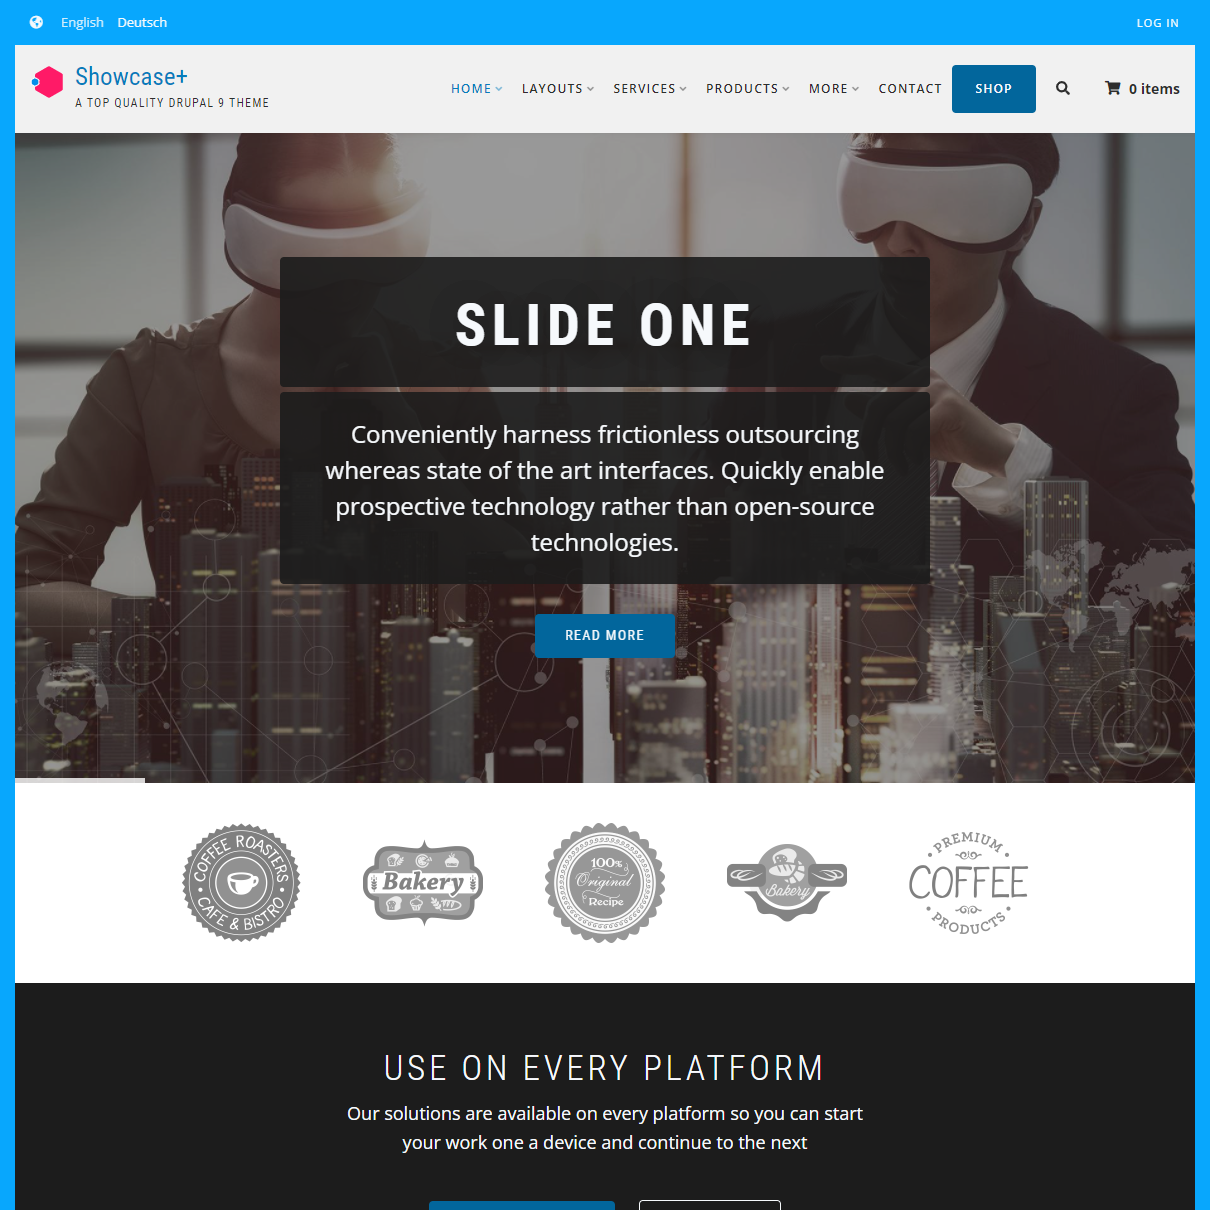 English Deutsch
LOG IN
Showcase+
A TOP QUALITY DRUPAL 9 THEME
HOME LAYOUTS SERVICES PRODUCTS MORE CONTACT SHOP 0 items
SLIDE ONE
Conveniently harness frictionless outsourcing
whereas state of the art interfaces. Quickly enable
prospective technology rather than open-source
technologies.
READ MORE
COFFEE ROASTERS
CAFE & BISTRO
Bakery
100%
Original
Recipe
Bakery
PREMIUM
COFFEE
PRODUCTS
USE ON EVERY PLATFORM
Our solutions are available on every platform so you can start
your work one a device and continue to the next